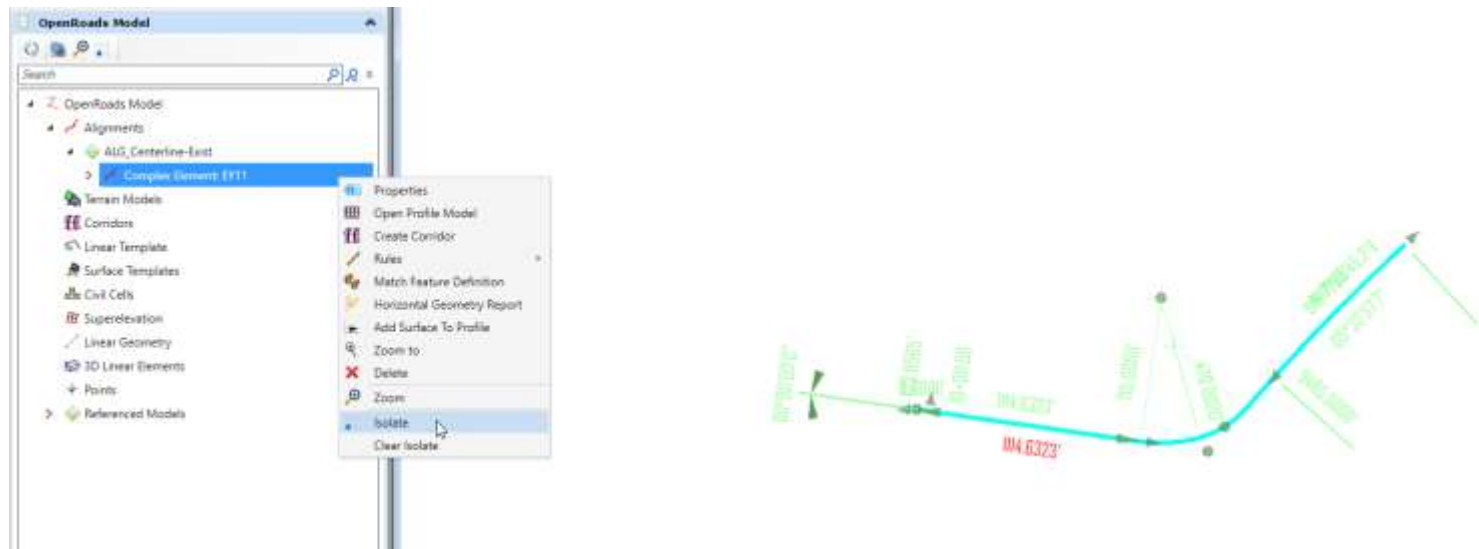 OpenRoads Model
Search
OpenRoads Model
Alignments
ALG_Centerline-Exist
Complex Element: EY11
Terrain Models
Corridors
Linear Template
Surface Templates
Civil Cells
Superelevation
Linear Geometry
3D Linear Elements
Points
Referenced Models
Properties
Open Profile Model
Create Corridor
Rules
Match Feature Definition
Horizontal Geometry Report
Add Surface To Profile
Zoom to
Delete
Zoom
Isolate
Clear Isolate
114.6323'
114.6323'